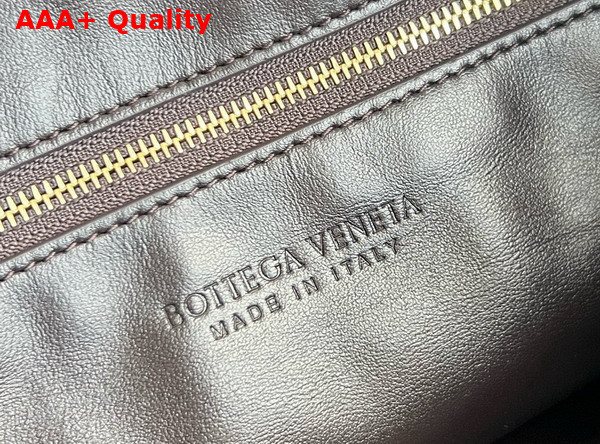 AAA+ Quality
BOTTEGA VENETA
MADE IN ITALY